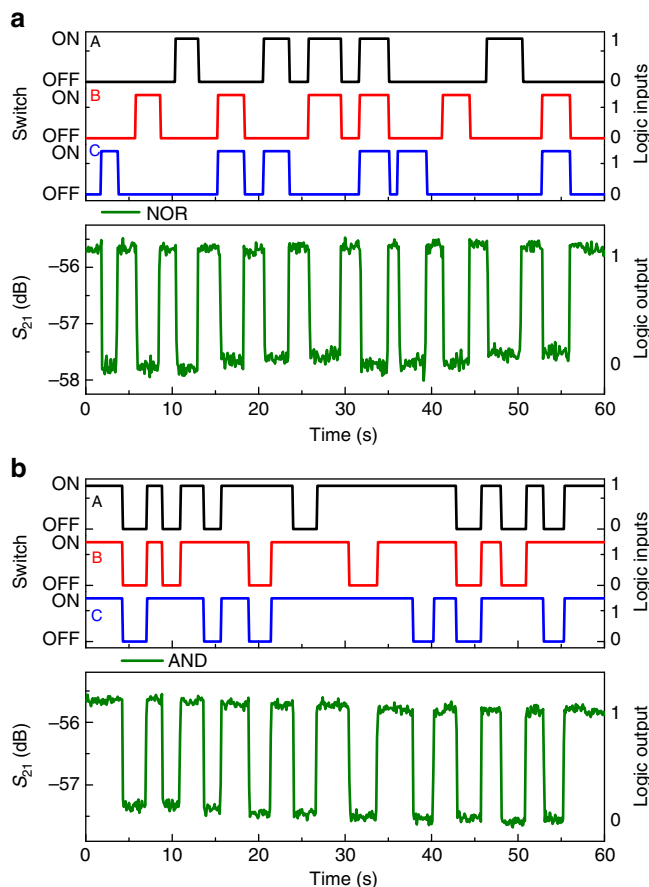 a
ON
A
1
OFF
0
ON
B
1
Switch
Logic inputs
OFF
0
ON
C
1
OFF
0
NOR
−56
1
−57
S21 (dB)
Logic output
−58
0
0 10 20 30 40 50 60
Time (s)
b
ON
A
1
OFF
0
ON
B
1
Switch
Logic inputs
OFF
0
ON
C
1
OFF
0
AND
−56
1
S21 (dB)
Logic output
−57
0
0 10 20 30 40 50 60
Time (s)